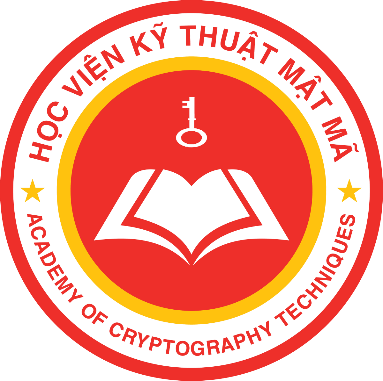 HỌC VIỆN KỸ THUẬT MẬT MÃ
ACADEMY OF CRYPTOGRAPHY TECHNIQUES